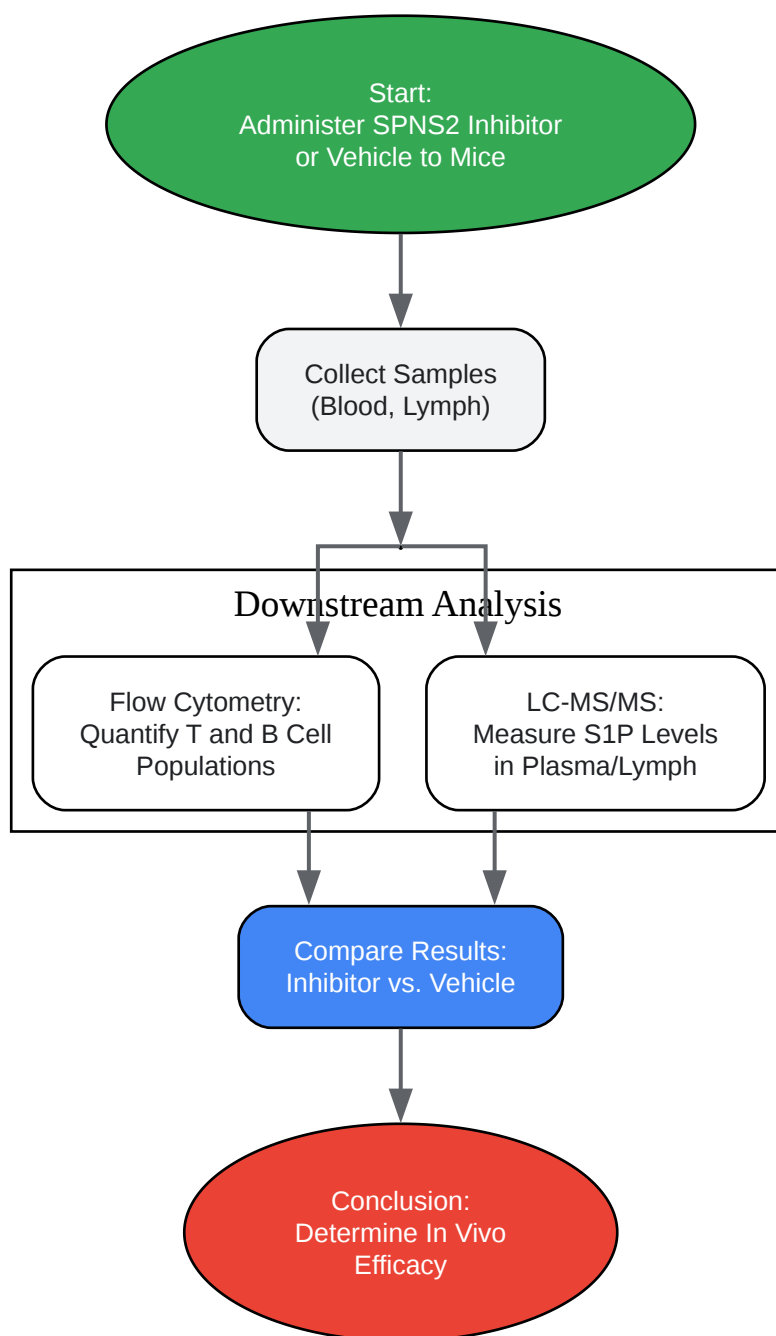 Start:
Administer SPNS2 Inhibitor
or Vehicle to Mice
Collect Samples
(Blood, Lymph)
Downstream Analysis
Flow Cytometry:
Quantify T and B Cell
Populations
LC-MS/MS:
Measure S1P Levels
in Plasma/Lymph
Compare Results:
Inhibitor vs. Vehicle
Conclusion:
Determine In Vivo
Efficacy